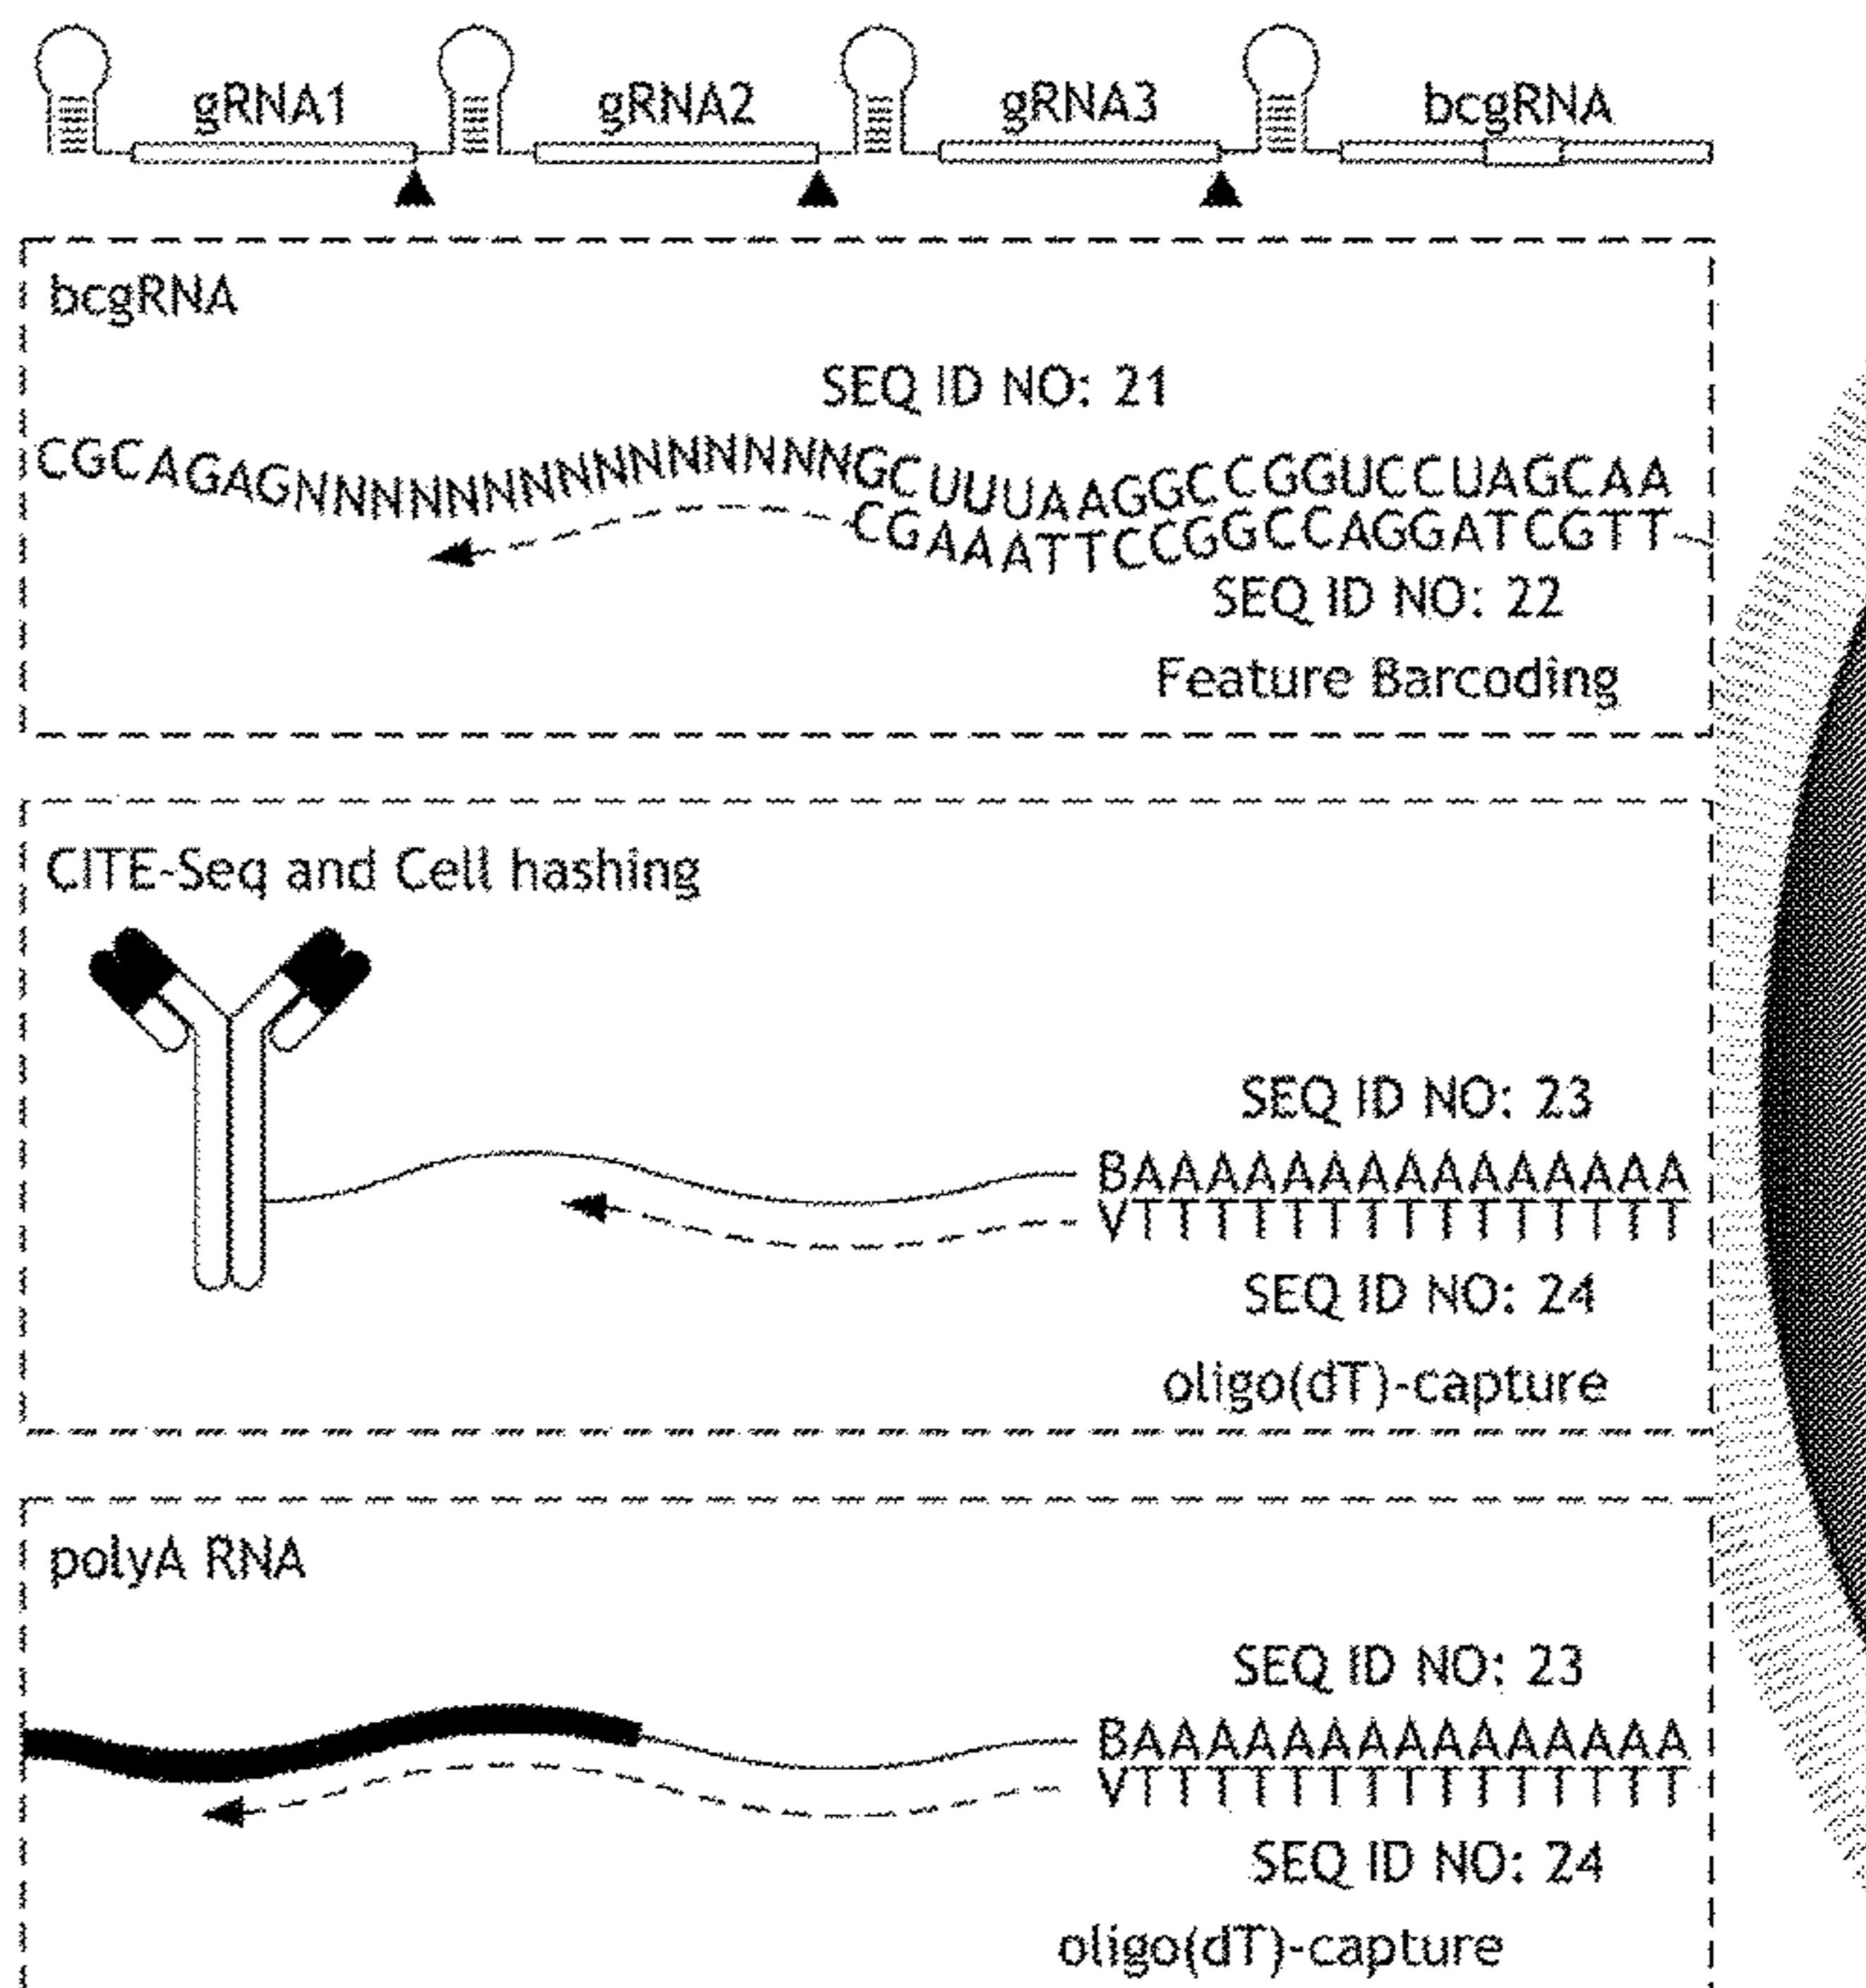 gRNA1 gRNA2 gRNA3 bcgRNA
bcgRNA
SEQ ID NO: 21
CGCAGAGNNNNNNNNNNNNNNNGCUUUAAGGCCGGUCCUAGCAA
CGAAATTCCGGCCAGGATCGTT
SEQ ID NO: 22
Feature Barcoding
CITE-Seq and Cell hashing
SEQ ID NO: 23
BAAAAAAAAAAAAAAA
VTTTTTTTTTTTTTTT
SEQ ID NO: 24
oligo(dT)-capture
polyA RNA
SEQ ID NO: 23
BAAAAAAAAAAAAAAA
VTTTTTTTTTTTTTTT
SEQ ID NO: 24
oligo(dT)-capture